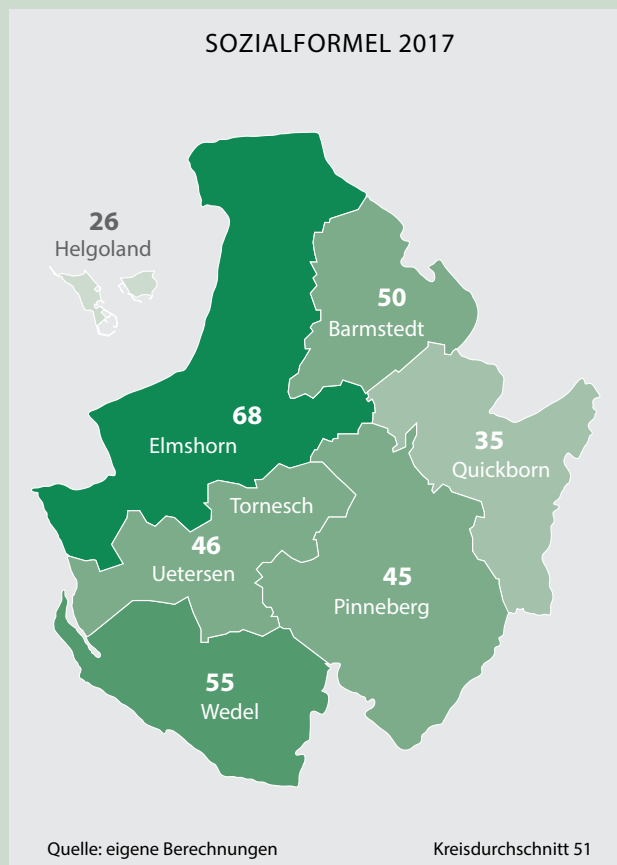 SOZIALFORMEL 2017
26
Helgoland
50
Barmstedt
68
Elmshorn
35
Quickborn
Tornesch
46
Uetersen
45
Pinneberg
55
Wedel
Quelle: eigene Berechnungen
Kreisdurchschnitt 51